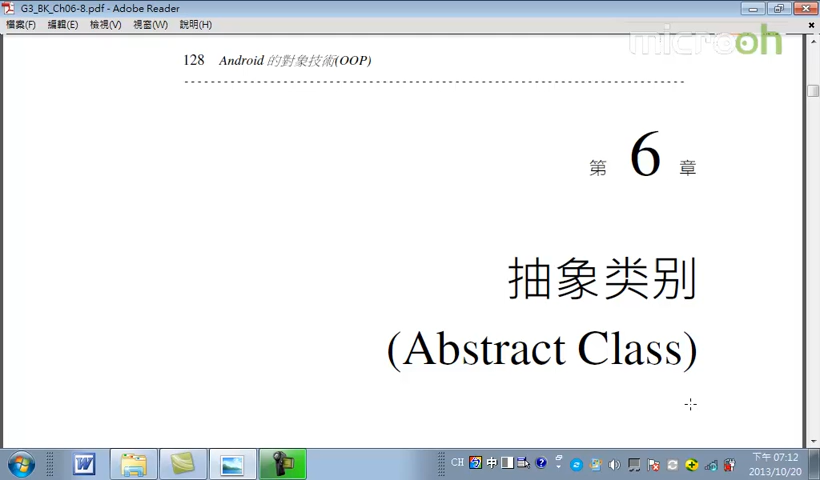 G3_BK_Ch06-8.pdf - Adobe Reader
檔案(F) 編輯(E) 檢視(V) 視窗(W) 說明(H)
microoh
128 Android 的對象技術(OOP)
第 6 章
抽象类别
(Abstract Class)
CH 中
下午 07:12
2013/10/20